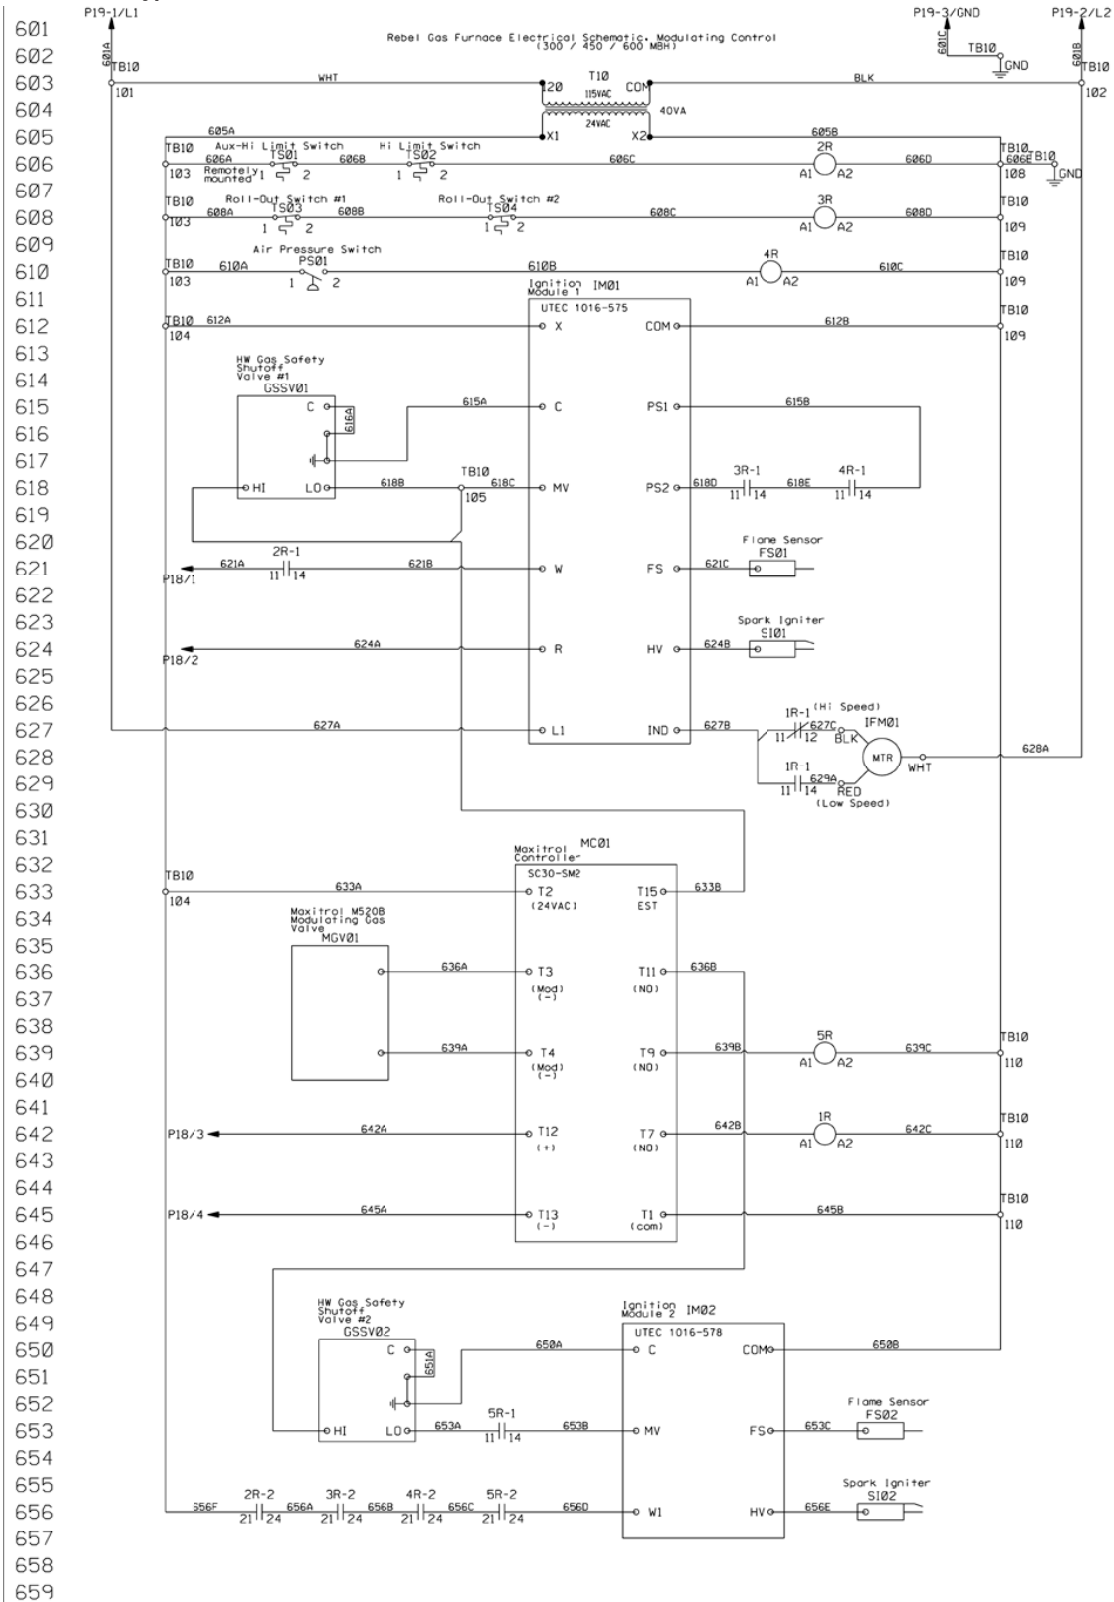 P19-1/L1 P19-3/GND P19-2/L2
601
Rebel Gas Furnace Electrical Schematic, Modulating Control
(300 / 450 / 600 MBH)
601A 601C 601B
602 TB10 GND
TB10 TB10
603 WHT 120 T10 COM BLK
101 115VAC 102
604 40VA
24VAC
605 605A X1 X2 605B
TB10 Aux-Hi Limit Switch Hi Limit Switch 2R TB10 TB10
606 606A TS01 606B TS02 606C 606D 606E
103 Remotely mounted 1 2 1 2 A1 A2 108 GND
607
TB10 Roll-Out Switch #1 Roll-Out Switch #2 3R TB10
608 608A TS03 608B TS04 608C 608D
103 1 2 1 2 A1 A2 109
609
Air Pressure Switch 4R
TB10 PS01 TB10
610 610A 610B 610C
103 1 2 A1 A2 109
Ignition
Module 1 IM01
611
UTEC 1016-575
TB10 TB10
612 612A X COM 612B
104 109
613
HW Gas Safety
Shutoff
Valve #1
614
GSSV01
615 C 615A C PS1 615B
616 616A
617
TB10 3R-1 4R-1
618 HI LO 618B 618C MV PS2 618D 618E
105 11 14 11 14
619
620 Flame Sensor
2R-1 FS01
621 621A 621B W FS 621C
P18/1 11 14
622
623 Spark Igniter
SI01
624 624A R HV 624B
P18/2
625
626
1R-1 (Hi Speed)
627 627A L1 IND 627B 627C IFM01
11 12 BLK
628 MTR 628A
WHT
1R-1
629 629A
11 14 RED
630 (Low Speed)
631
Maxitrol MC01
Controller
632
TB10 SC30-SM2
633 633A T2 T15 633B
104 (24VAC) EST
634
Maxitrol M520B
Modulating Gas
Valve
635 MGV01
636 636A T3 T11 636B
637 (Mod) (NO)
(-)
638
5R TB10
639 639A T4 T9 639B 639C
(Mod) (NO) A1 A2 110
640 (-)
641
1R TB10
642 P18/3 642A T12 T7 642B 642C
(+) (NO) A1 A2 110
643
644 TB10
645 P18/4 645A T13 T1 645B
(-) (com) 110
646
647
648
HW Gas Safety
Shutoff
Valve #2
Ignition
Module 2 IM02
649
GSSV02 UTEC 1016-578
650 C 650A C COM 650B
651 651A
652 Flame Sensor
5R-1 FS02
653 HI LO 653A 653B MV FS 653C
11 14
654
655 Spark Igniter
2R-2 3R-2 4R-2 5R-2 SI02
656 656F 656A 656B 656C 656D W1 HV 656E
21 24 21 24 21 24 21 24
657
658
659